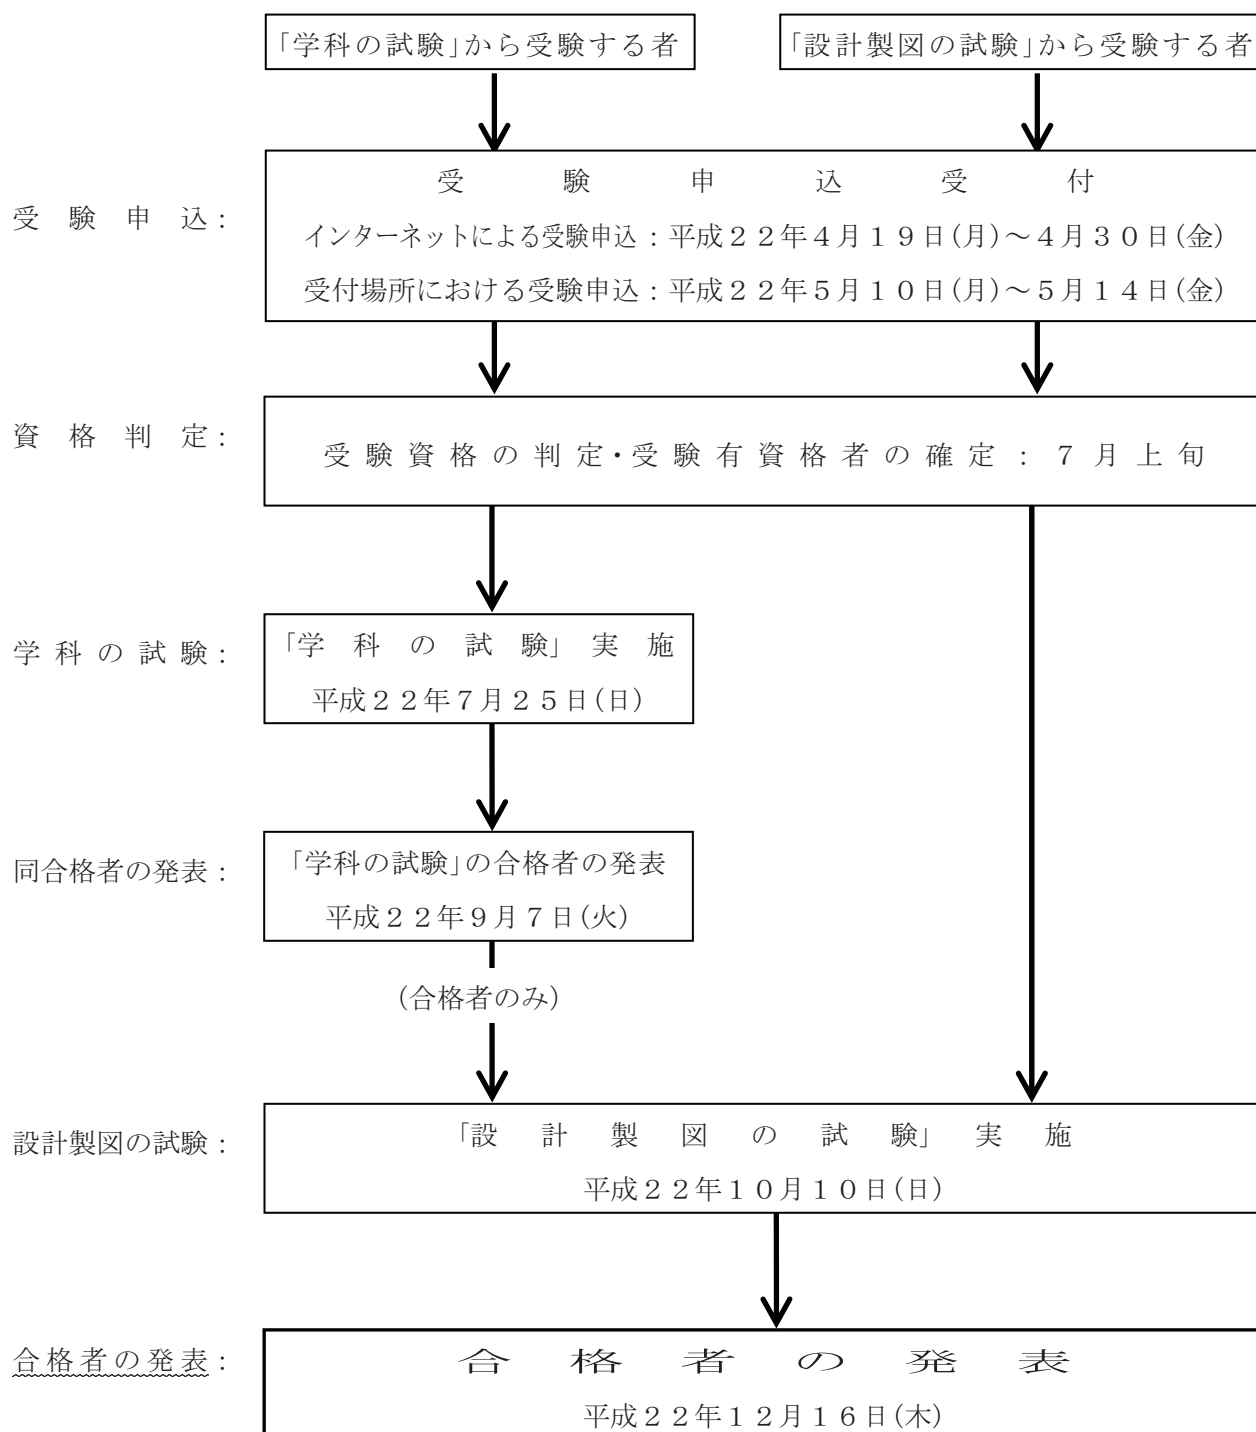 「学科の試験」から受験する者
「設計製図の試験」から受験する者
受験申込：
受験申込受付
インターネットによる受験申込：平成２２年４月１９日(月)～４月３０日(金)
受付場所における受験申込：平成２２年５月１０日(月)～５月１４日(金)
資格判定：
受験資格の判定・受験有資格者の確定：７月上旬
学科の試験：
「学科の試験」実施
平成２２年７月２５日(日)
同合格者の発表：
「学科の試験」の合格者の発表
平成２２年９月７日(火)
(合格者のみ)
設計製図の試験：
「設計製図の試験」実施
平成２２年１０月１０日(日)
合格者の発表：
合格者の発表
平成２２年１２月１６日(木)